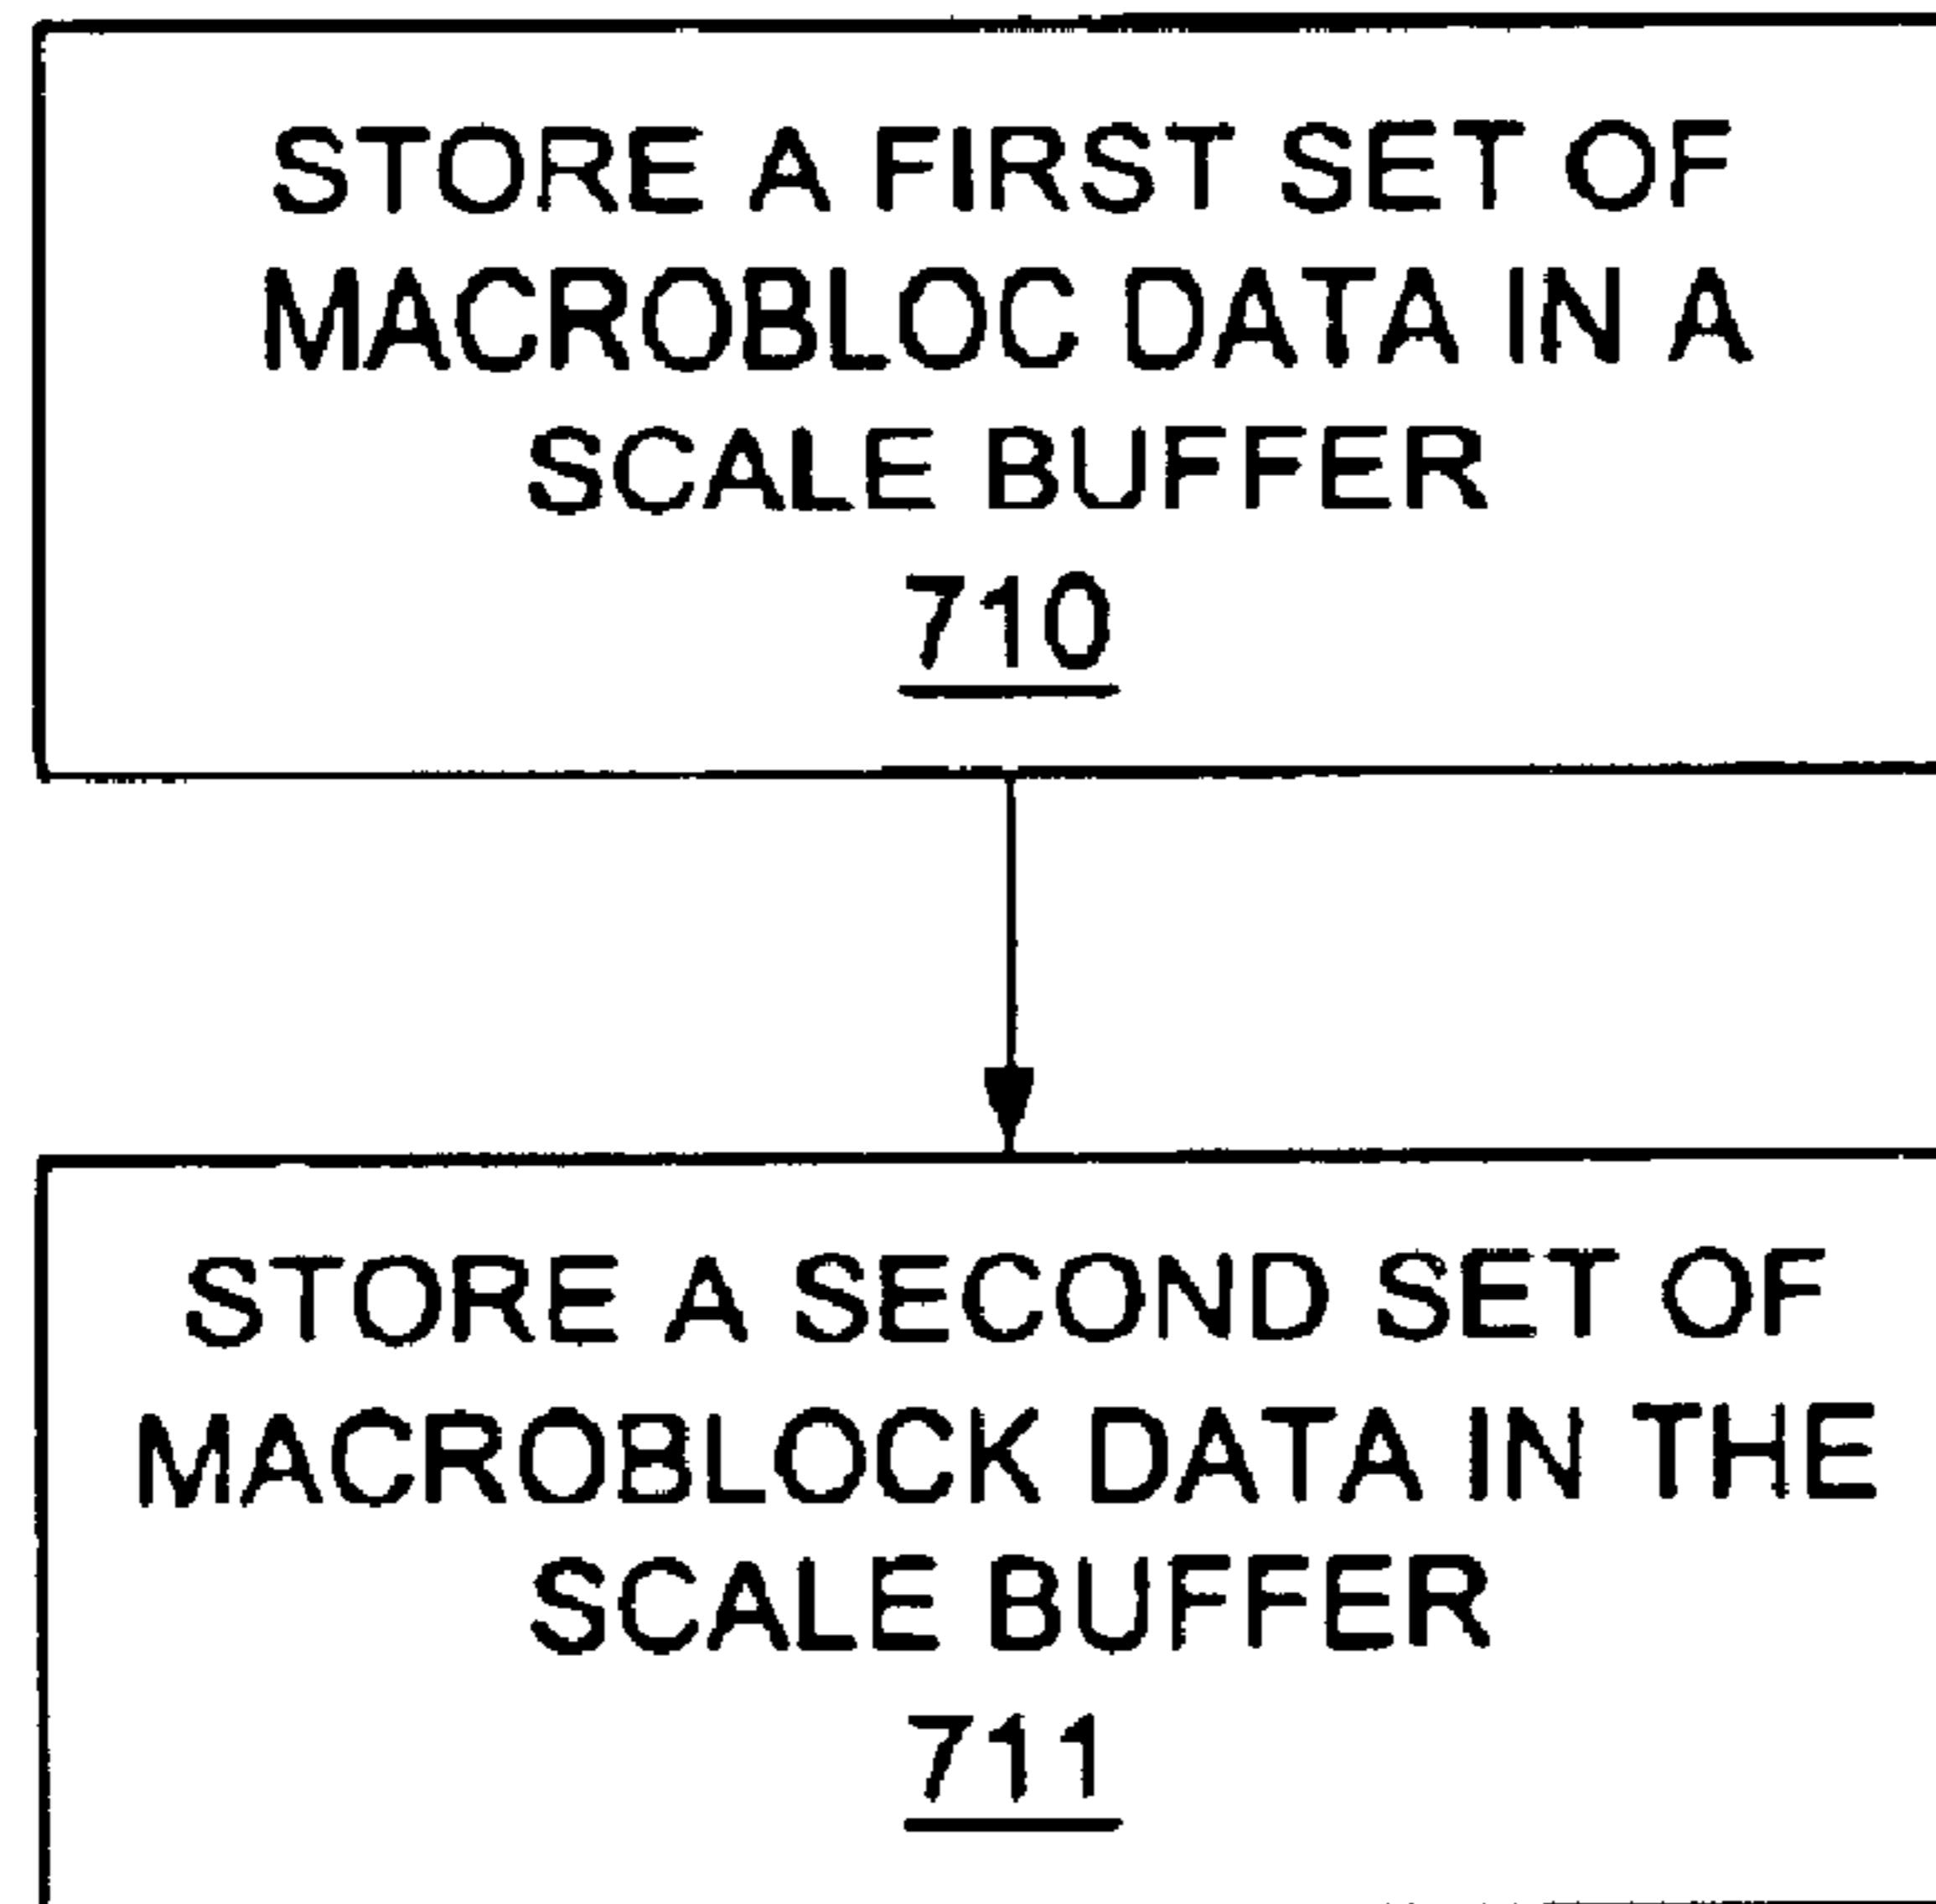 STORE A FIRST SET OF
MACROBLOC DATA IN A
SCALE BUFFER
710
STORE A SECOND SET OF
MACROBLOCK DATA IN THE
SCALE BUFFER
711